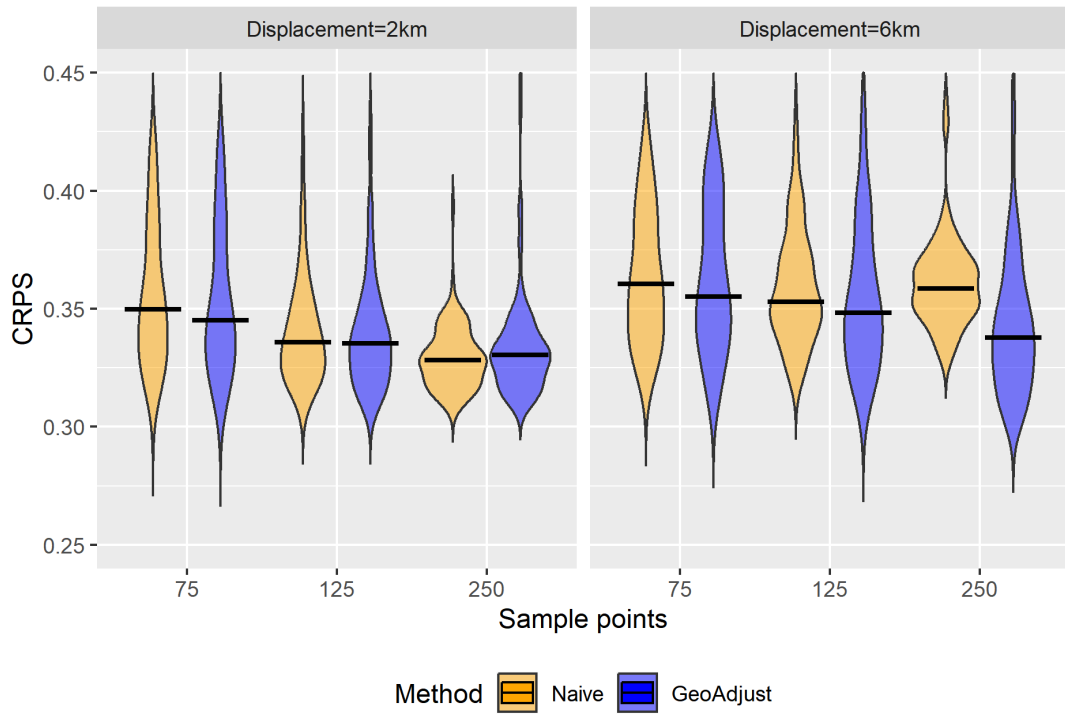 Displacement=2km
Displacement=6km
CRPS
0.45
0.40
0.35
0.30
0.25
75
125
250
75
125
250
Sample points
Method
Naive
GeoAdjust